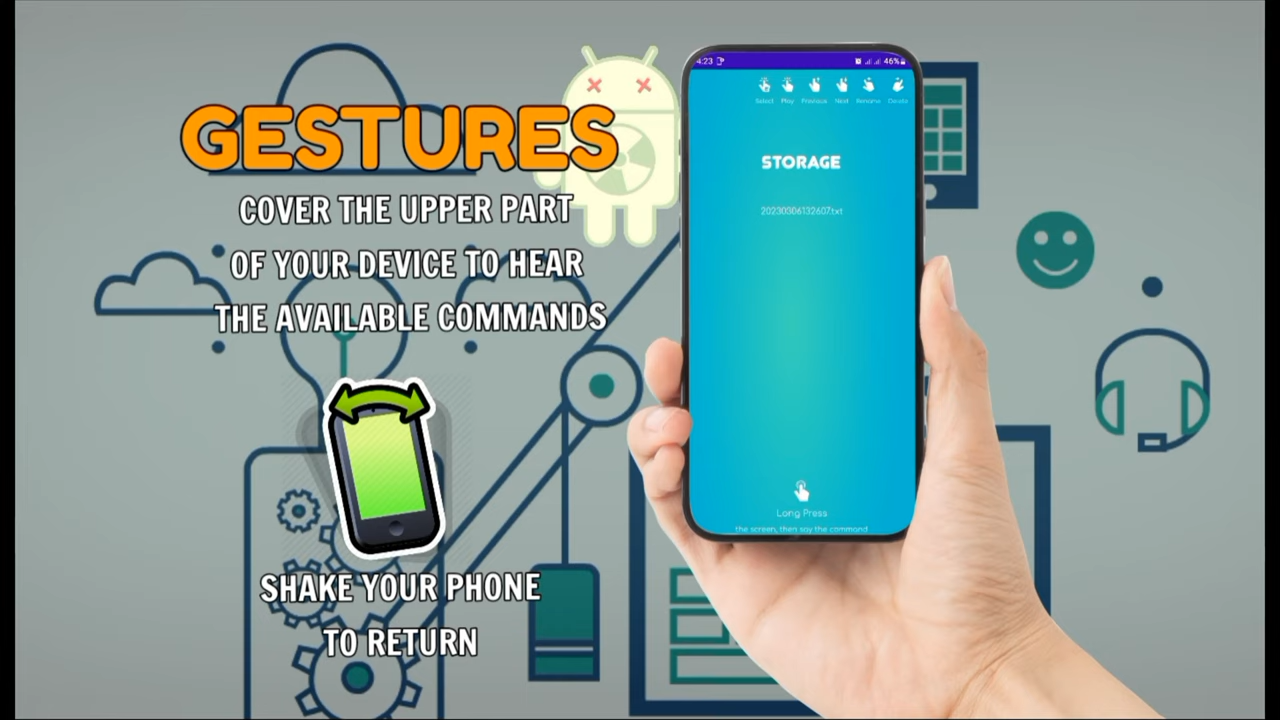 GESTURES
COVER THE UPPER PART
OF YOUR DEVICE TO HEAR
THE AVAILABLE COMMANDS
SHAKE YOUR PHONE
TO RETURN
4:23
46%
Select Play Previous Next Rename Delete
STORAGE
20230306132607.txt
Long Press
the screen, then say the command